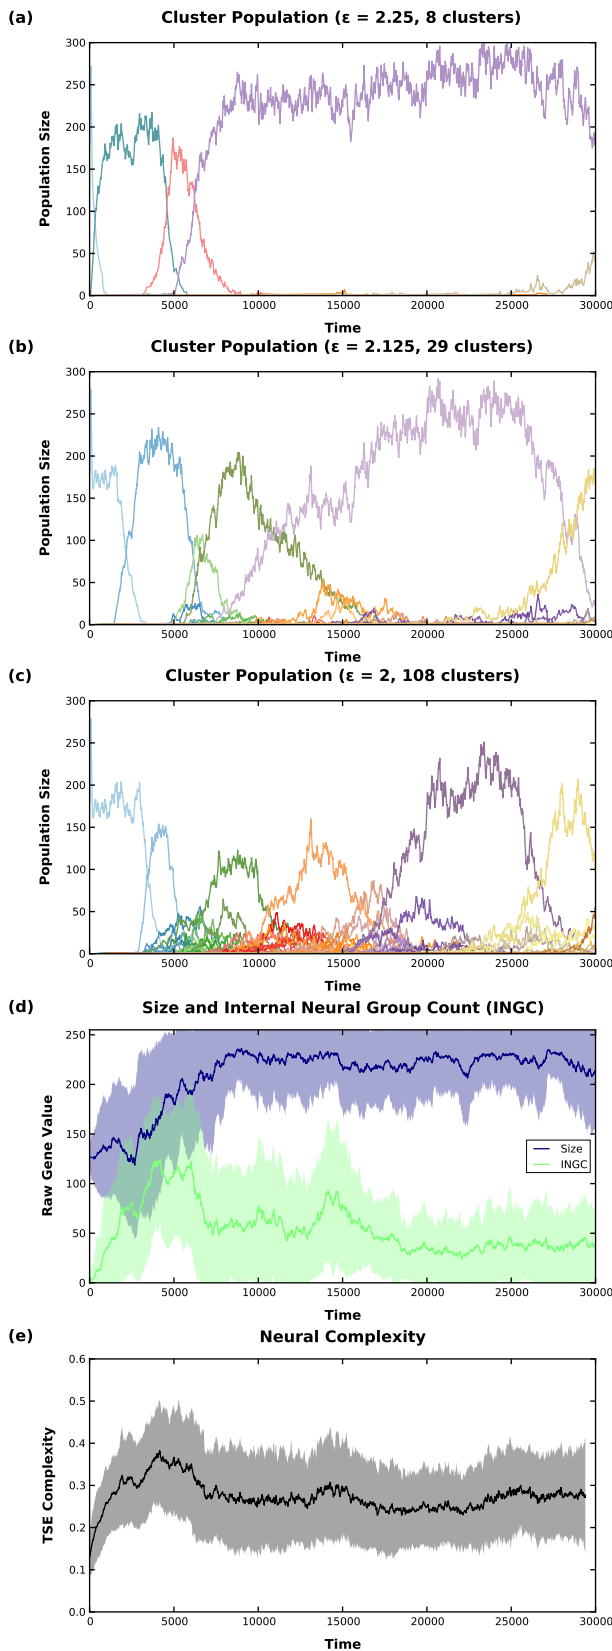 (a)
Cluster Population (ε = 2.25, 8 clusters)
300
250
200
150
100
50
0
Population Size
0 5000 10000 15000 20000 25000 30000
Time
(b)
Cluster Population (ε = 2.125, 29 clusters)
300
250
200
150
100
50
0
Population Size
0 5000 10000 15000 20000 25000 30000
Time
(c)
Cluster Population (ε = 2, 108 clusters)
300
250
200
150
100
50
0
Population Size
0 5000 10000 15000 20000 25000 30000
Time
(d)
Size and Internal Neural Group Count (INGC)
250
200
150
100
50
0
Raw Gene Value
Size
INGC
0 5000 10000 15000 20000 25000 30000
Time
(e)
Neural Complexity
0.6
0.5
0.4
0.3
0.2
0.1
0.0
TSE Complexity
0 5000 10000 15000 20000 25000 30000
Time